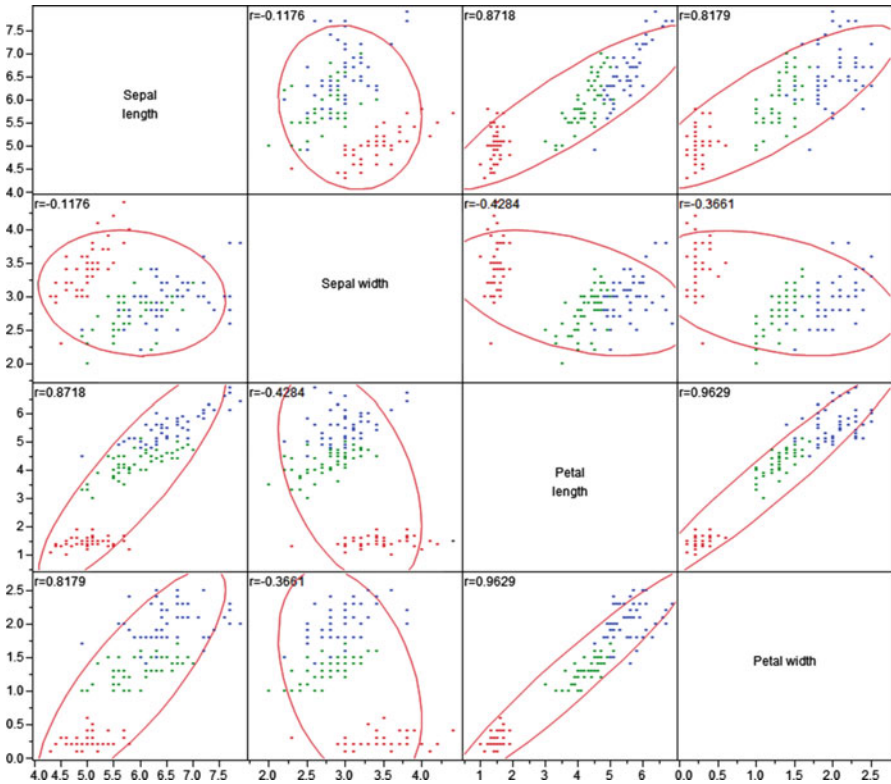 7.5
7.0
6.5
6.0
5.5
5.0
4.5
4.0
Sepal
length
r=-0.1176
r=0.8718
r=0.8179
4.0
3.5
3.0
2.5
2.0
r=-0.1176
Sepal width
r=-0.4284
r=-0.3661
6
5
4
3
2
1
r=0.8718
r=-0.4284
Petal
length
r=0.9629
2.5
2.0
1.5
1.0
0.5
0.0
r=0.8179
r=-0.3661
r=0.9629
Petal width
4.0 4.5 5.0 5.5 6.0 6.5 7.0 7.5
2.0 2.5 3.0 3.5 4.0
1 2 3 4 5 6
0.0 0.5 1.0 1.5 2.0 2.5